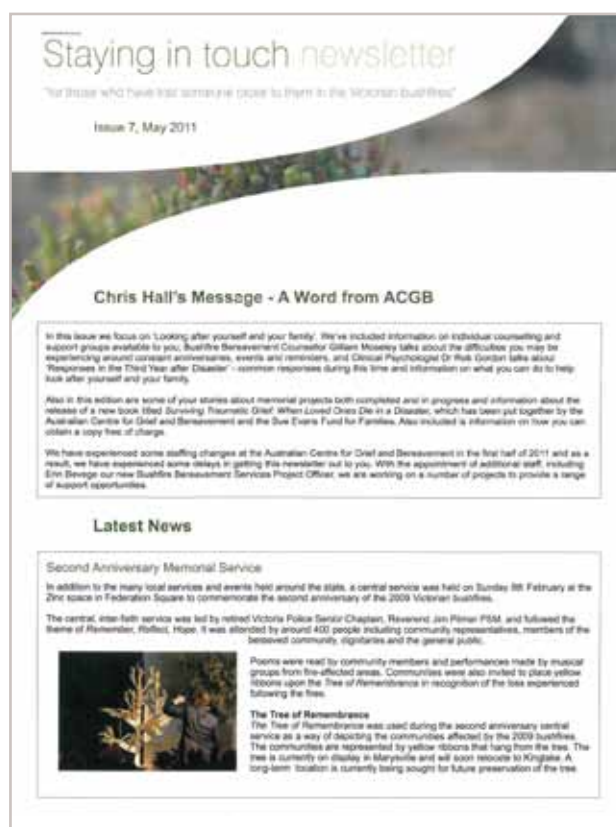 Staying in touch newsletter
"for those who have lost someone close to them in the Victorian bushfires"
Issue 7, May 2011
Chris Hall's Message - A Word from ACGB
In this issue we focus on 'Looking after yourself and your family'. We've included information on individual counselling and
support groups available to you, Bushfire Bereavement Counsellor Gilliam Moseley talks about the difficulties you may be
experiencing around constant anniversaries, events and reminders, and Clinical Psychologist Dr Rob Gordon talks about
'Responses in the Third Year after Disaster' - common responses during this time and information on what you can do to help
look after yourself and your family.
Also in this edition are some of your stories about memorial projects both completed and in progress and information about the
release of a new book titled Surviving Traumatic Grief: When Loved Ones Die in a Disaster, which has been put together by the
Australian Centre for Grief and Bereavement and the Sue Evans Fund for Families. Also included is information on how you can
obtain a copy free of charge.
We have experienced some staffing changes at the Australian Centre for Grief and Bereavement in the first half of 2011 and as a
result, we have experienced some delays in getting this newsletter out to you. With the appointment of additional staff, including
Erin Bevege our new Bushfire Bereavement Services Project Officer, we are working on a number of projects to provide a range
of support opportunities.
Latest News
Second Anniversary Memorial Service
In addition to the many local services and events held around the state, a central service was held on Sunday February at the
Zinc space in Federation Square to commemorate the second anniversary of the 2009 Victorian bushfires.
The central, inter-faith service was led by retired Victoria Police Senior Chaplain, Reverend Jim Pilmer PSM, and followed the
theme of Remember, Reflect, Hope. It was attended by around 400 people including community representatives, members of the
bereaved community, dignitaries and the general public.
Poems were read by community members and performances made by musical
groups from fire-affected areas. Communities were also invited to place yellow
ribbons upon the Tree of Remembrance in recognition of the loss experienced
following the fires.
The Tree of Remembrance
The Tree of Remembrance was used during the second anniversary central
service as a way of depicting the communities affected by the 2009 bushfires.
The communities are represented by yellow ribbons that hang from the tree. The
tree is currently on display in Marysville and will soon relocate to Kinglake. A
long-term location is currently being sought for future preservation of the tree.